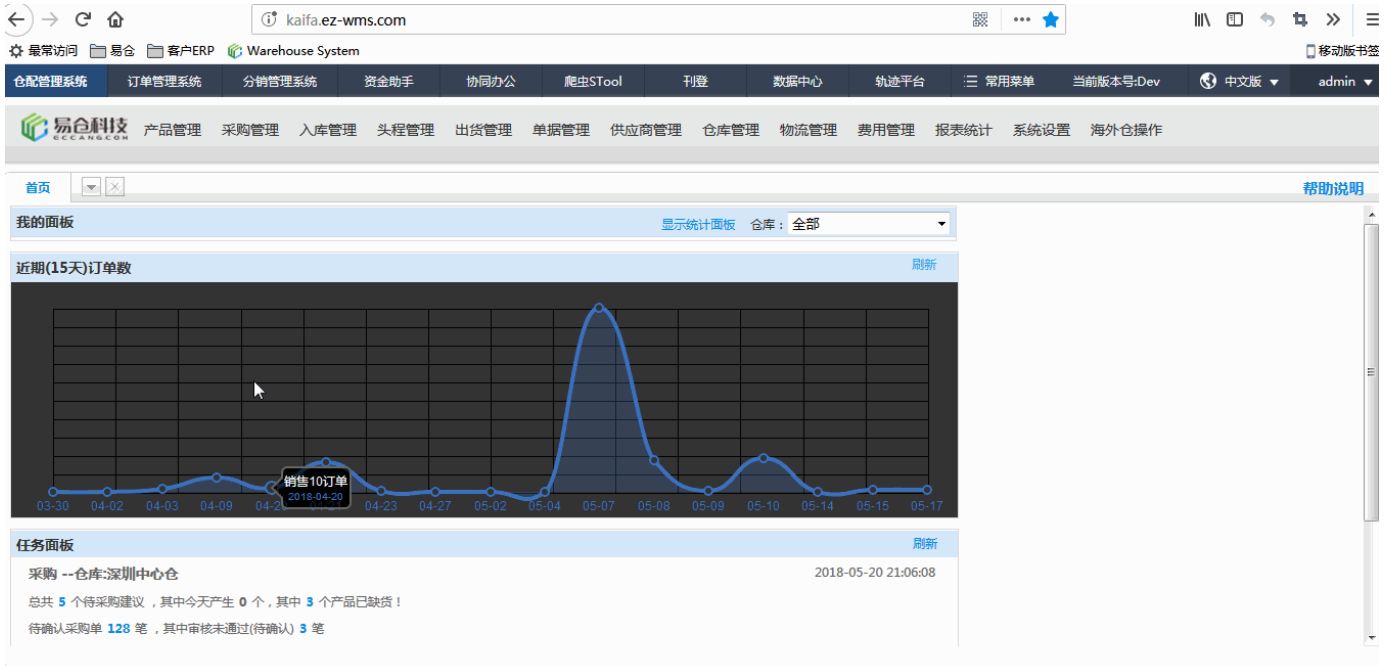 kaifa.ez-wms.com
最常访问 易仓 客户ERP Warehouse System 移动版书签
仓配管理系统 订单管理系统 分销管理系统 资金助手 协同办公 爬虫STool 刊登 数据中心 轨迹平台 常用菜单 当前版本号:Dev 中文版 admin
易仓科技 产品管理 采购管理 入库管理 头程管理 出货管理 单据管理 供应商管理 仓库管理 物流管理 费用管理 报表统计 系统设置 海外仓操作
ECCANG.COM
首页 帮助说明
我的面板 显示统计面板 仓库： 全部
近期(15天)订单数 刷新
销售10订单
2018-04-20
03-30 04-02 04-03 04-09 04-23 04-27 05-02 05-04 05-07 05-08 05-09 05-10 05-14 05-15 05-17
任务面板 刷新
采购 --仓库:深圳中心仓 2018-05-20 21:06:08
总共 5 个待采购建议 ，其中今天产生 0 个，其中 3 个产品已缺货！
待确认采购单 128 笔 ，其中审核未通过(待确认) 3 笔